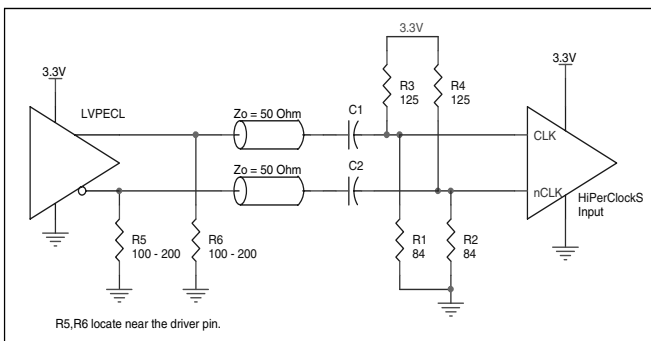 3.3V
3.3V
3.3V
LVPECL
R3
125
R4
125
Zo = 50 Ohm
C1
CLK
Zo = 50 Ohm
C2
nCLK
HiPerClockS
Input
R5
100 - 200
R6
100 - 200
R1
84
R2
84
R5,R6 locate near the driver pin.